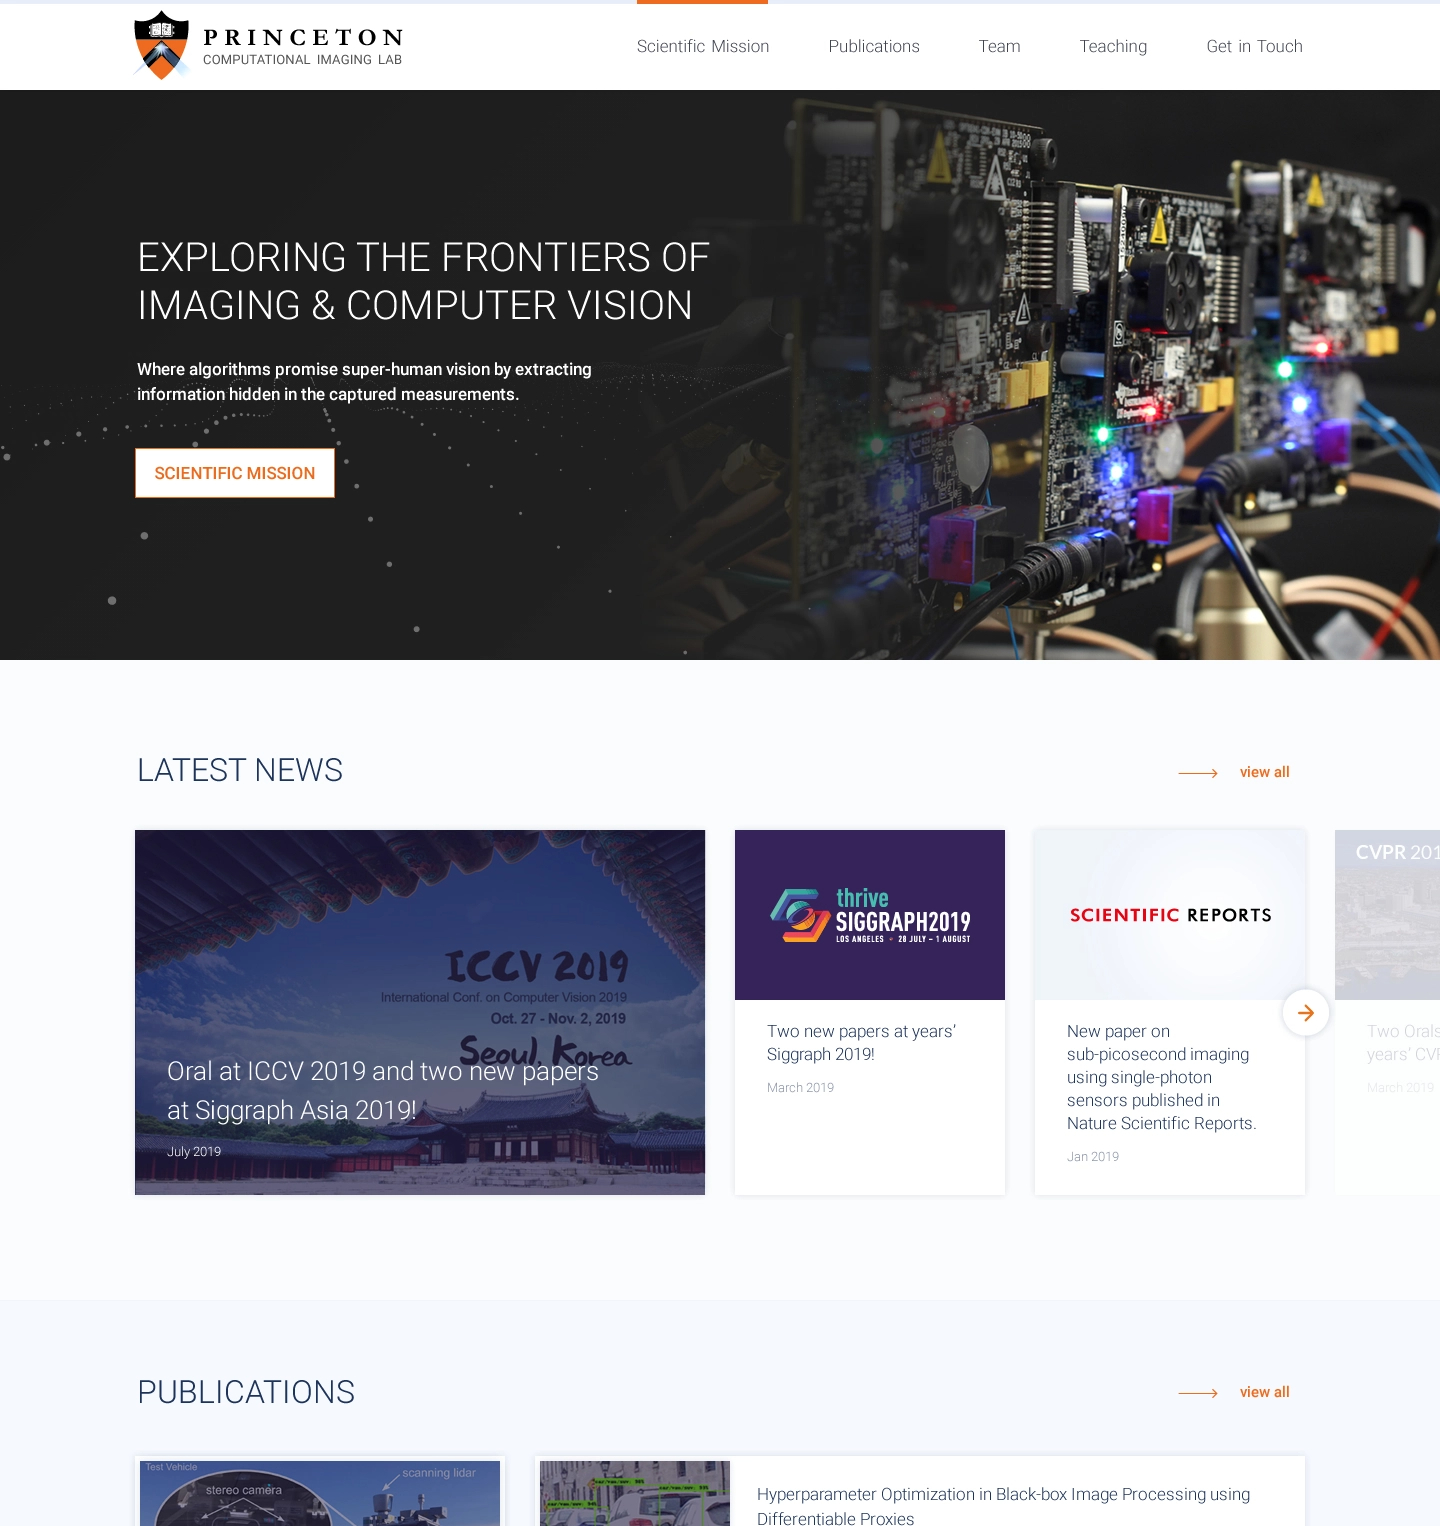 PRINCETON
COMPUTATIONAL IMAGING LAB
Scientific Mission
Publications
Team
Teaching
Get in Touch
EXPLORING THE FRONTIERS OF
IMAGING & COMPUTER VISION
Where algorithms promise super-human vision by extracting
information hidden in the captured measurements.
SCIENTIFIC MISSION
LATEST NEWS
view all
ICCV 2019
International Conf. on Computer Vision 2019
Oct. 27 - Nov. 2, 2019
Seoul, Korea
Oral at ICCV 2019 and two new papers
at Siggraph Asia 2019!
July 2019
thrive
SIGGRAPH2019
LOS ANGELES • 28 JULY – 1 AUGUST
Two new papers at years’
Siggraph 2019!
March 2019
SCIENTIFIC REPORTS
New paper on
sub-picosecond imaging
using single-photon
sensors published in
Nature Scientific Reports.
Jan 2019
CVPR 201
Two Orals
years’ CVP
March 2019
PUBLICATIONS
view all
Test Vehicle
scanning lidar
stereo camera
Hyperparameter Optimization in Black-box Image Processing using
Differentiable Proxies